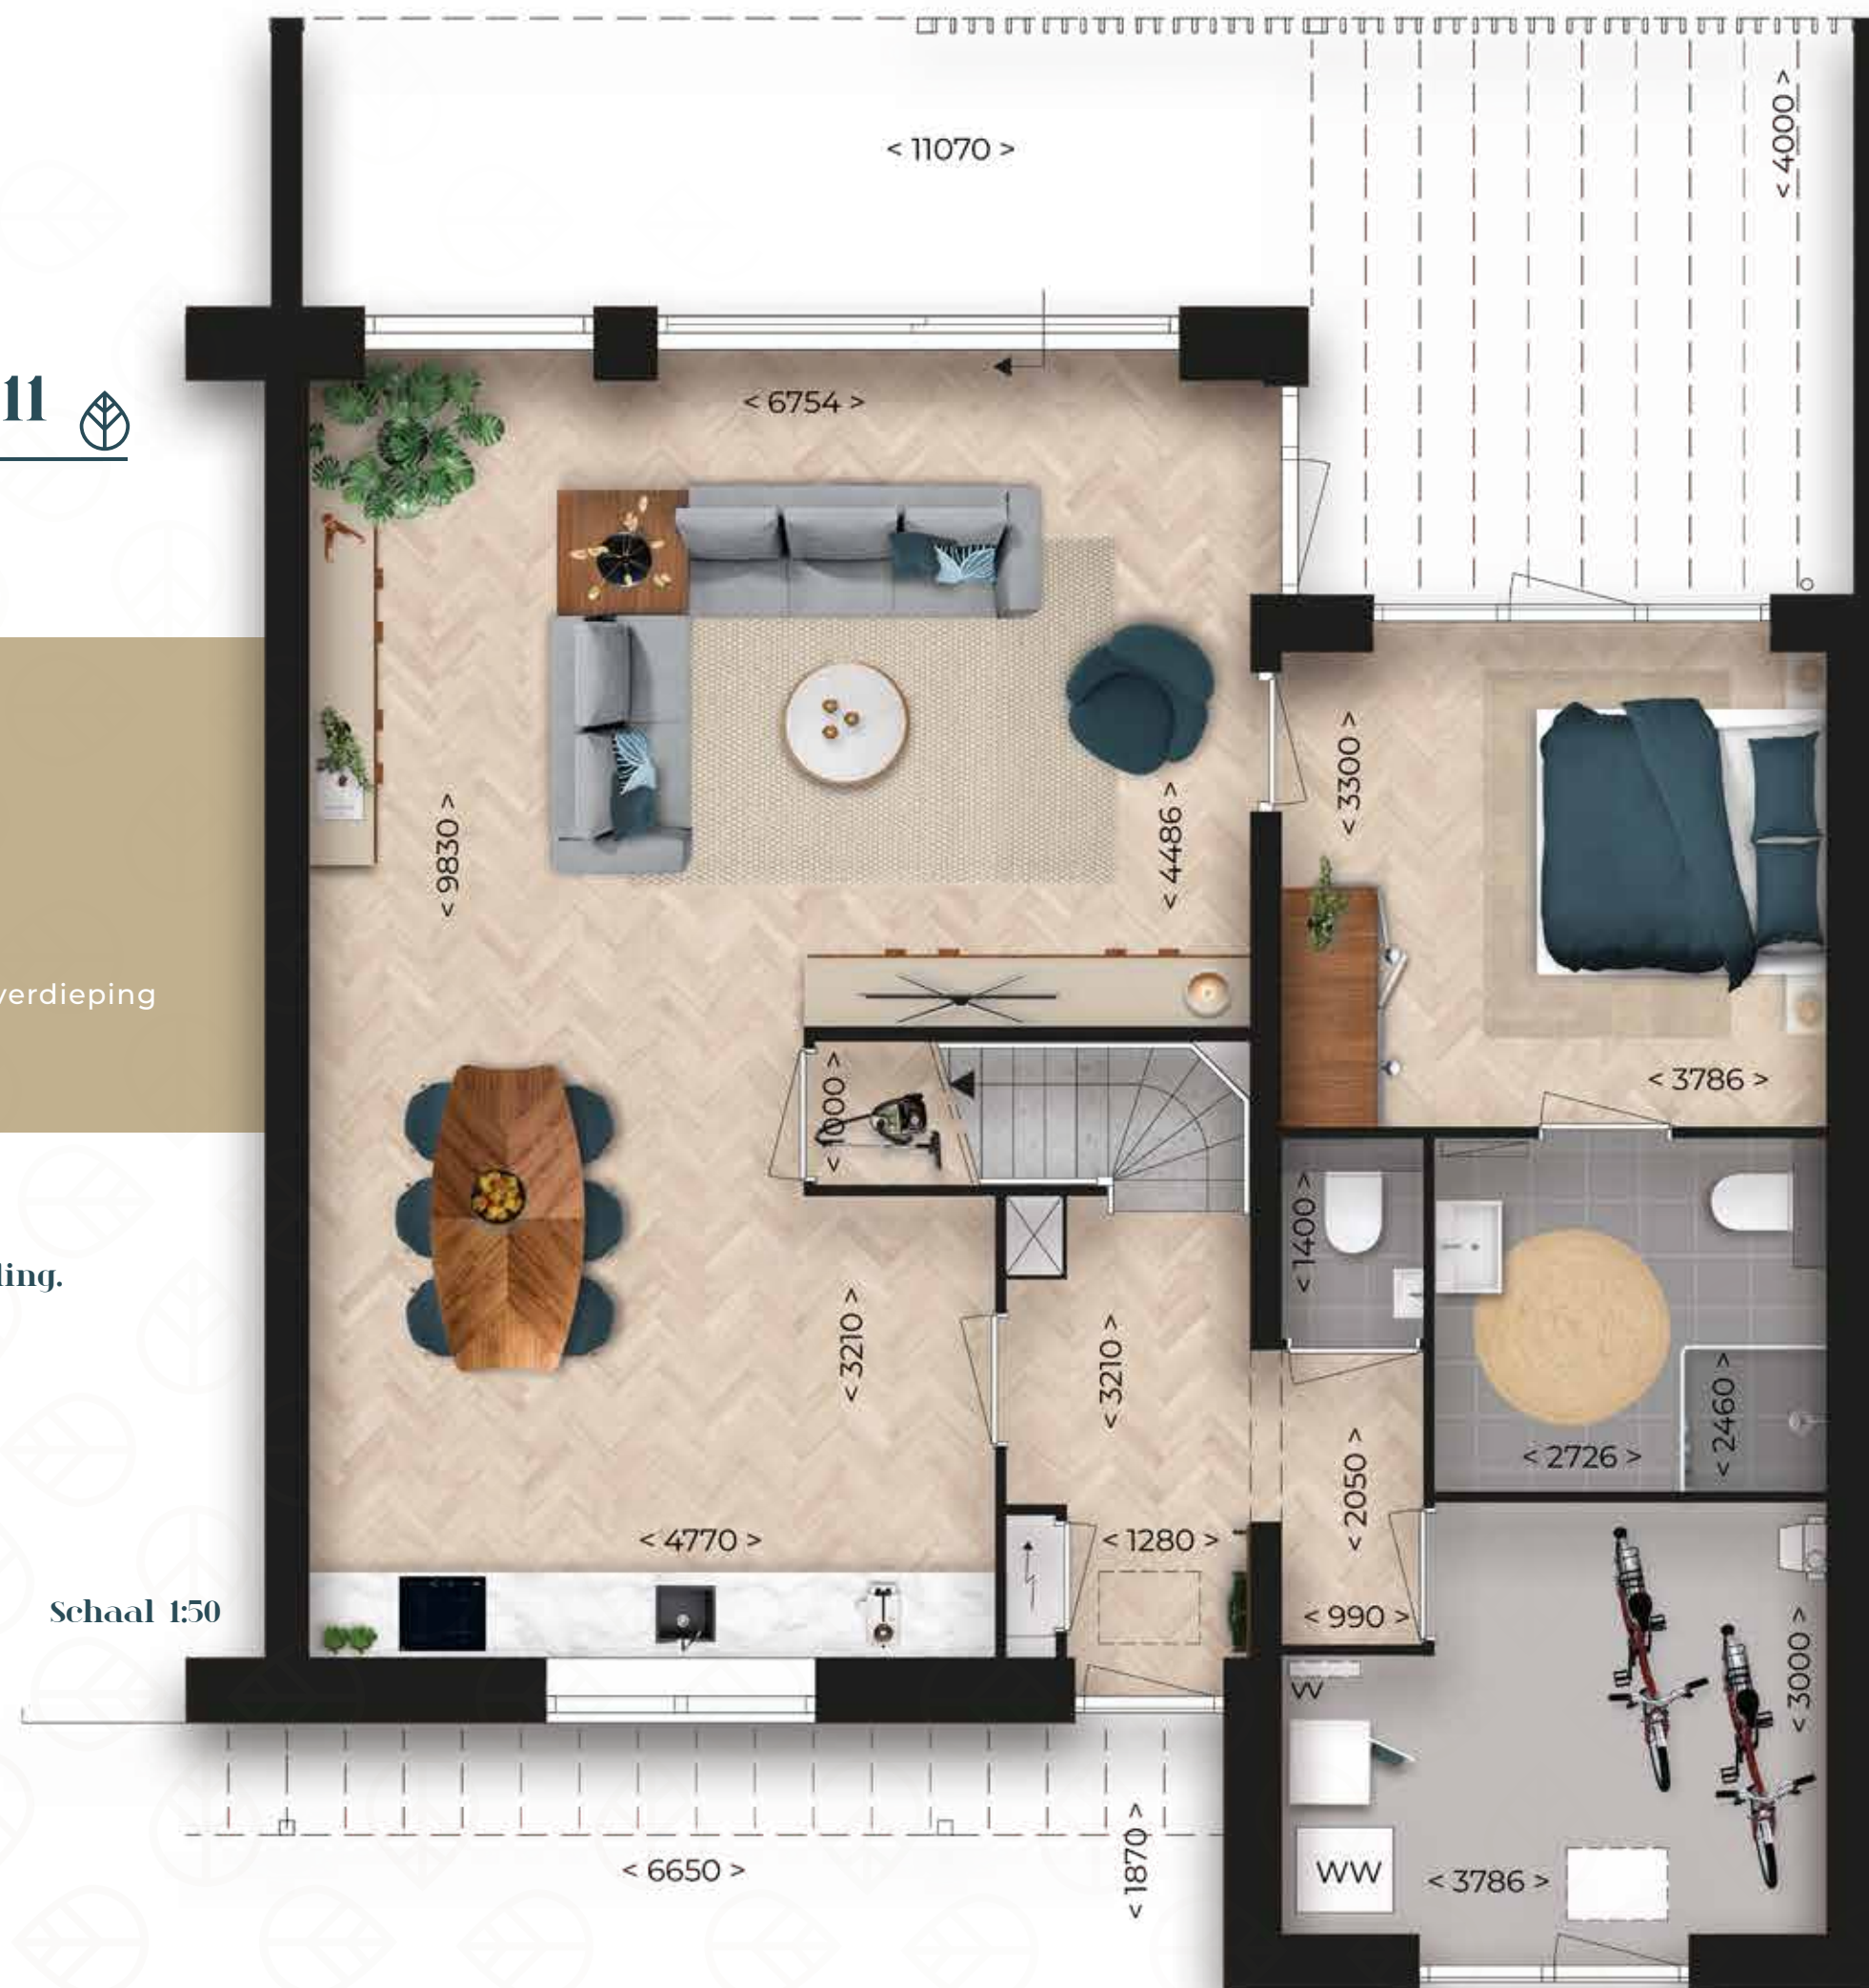 < 11070 >
< 4000 >
11
< 6754 >
< 9830 >
< 4486 >
< 3300 >
verdieping
< 1000 >
< 3786 >
< 1400 >
ling.
< 3210 >
< 3210 >
< 2460 >
< 2726 >
< 2050 >
< 4770 >
< 1280 >
Schaal 1:50
< 990 >
< 3000 >
W
< 6650 >
< 1870 >
WW
< 3786 >